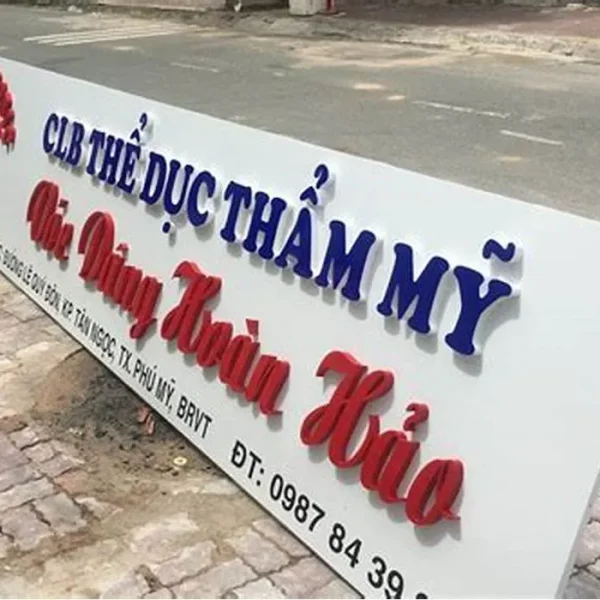 CLB THỂ DỤC THẨM MỸ
Vóc Dáng Hoàn Hảo
ĐƯỜNG LÊ QUÝ ĐÔN, KP. TÂN NGỌC, TX. PHÚ MỸ, BRVT
ĐT: 0987 84 39